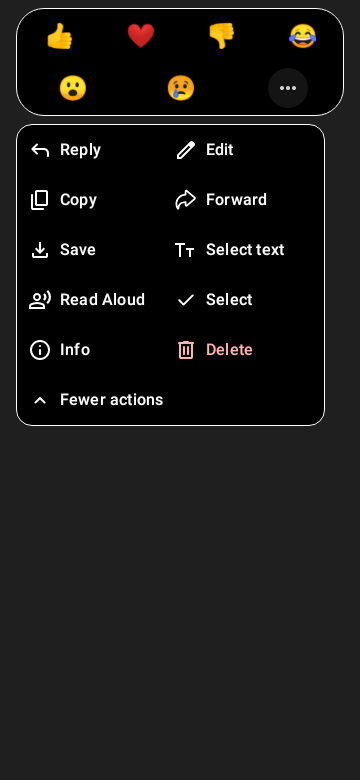 Reply
Edit
Copy
Forward
Save
Select text
Read Aloud
Select
Info
Delete
Fewer actions